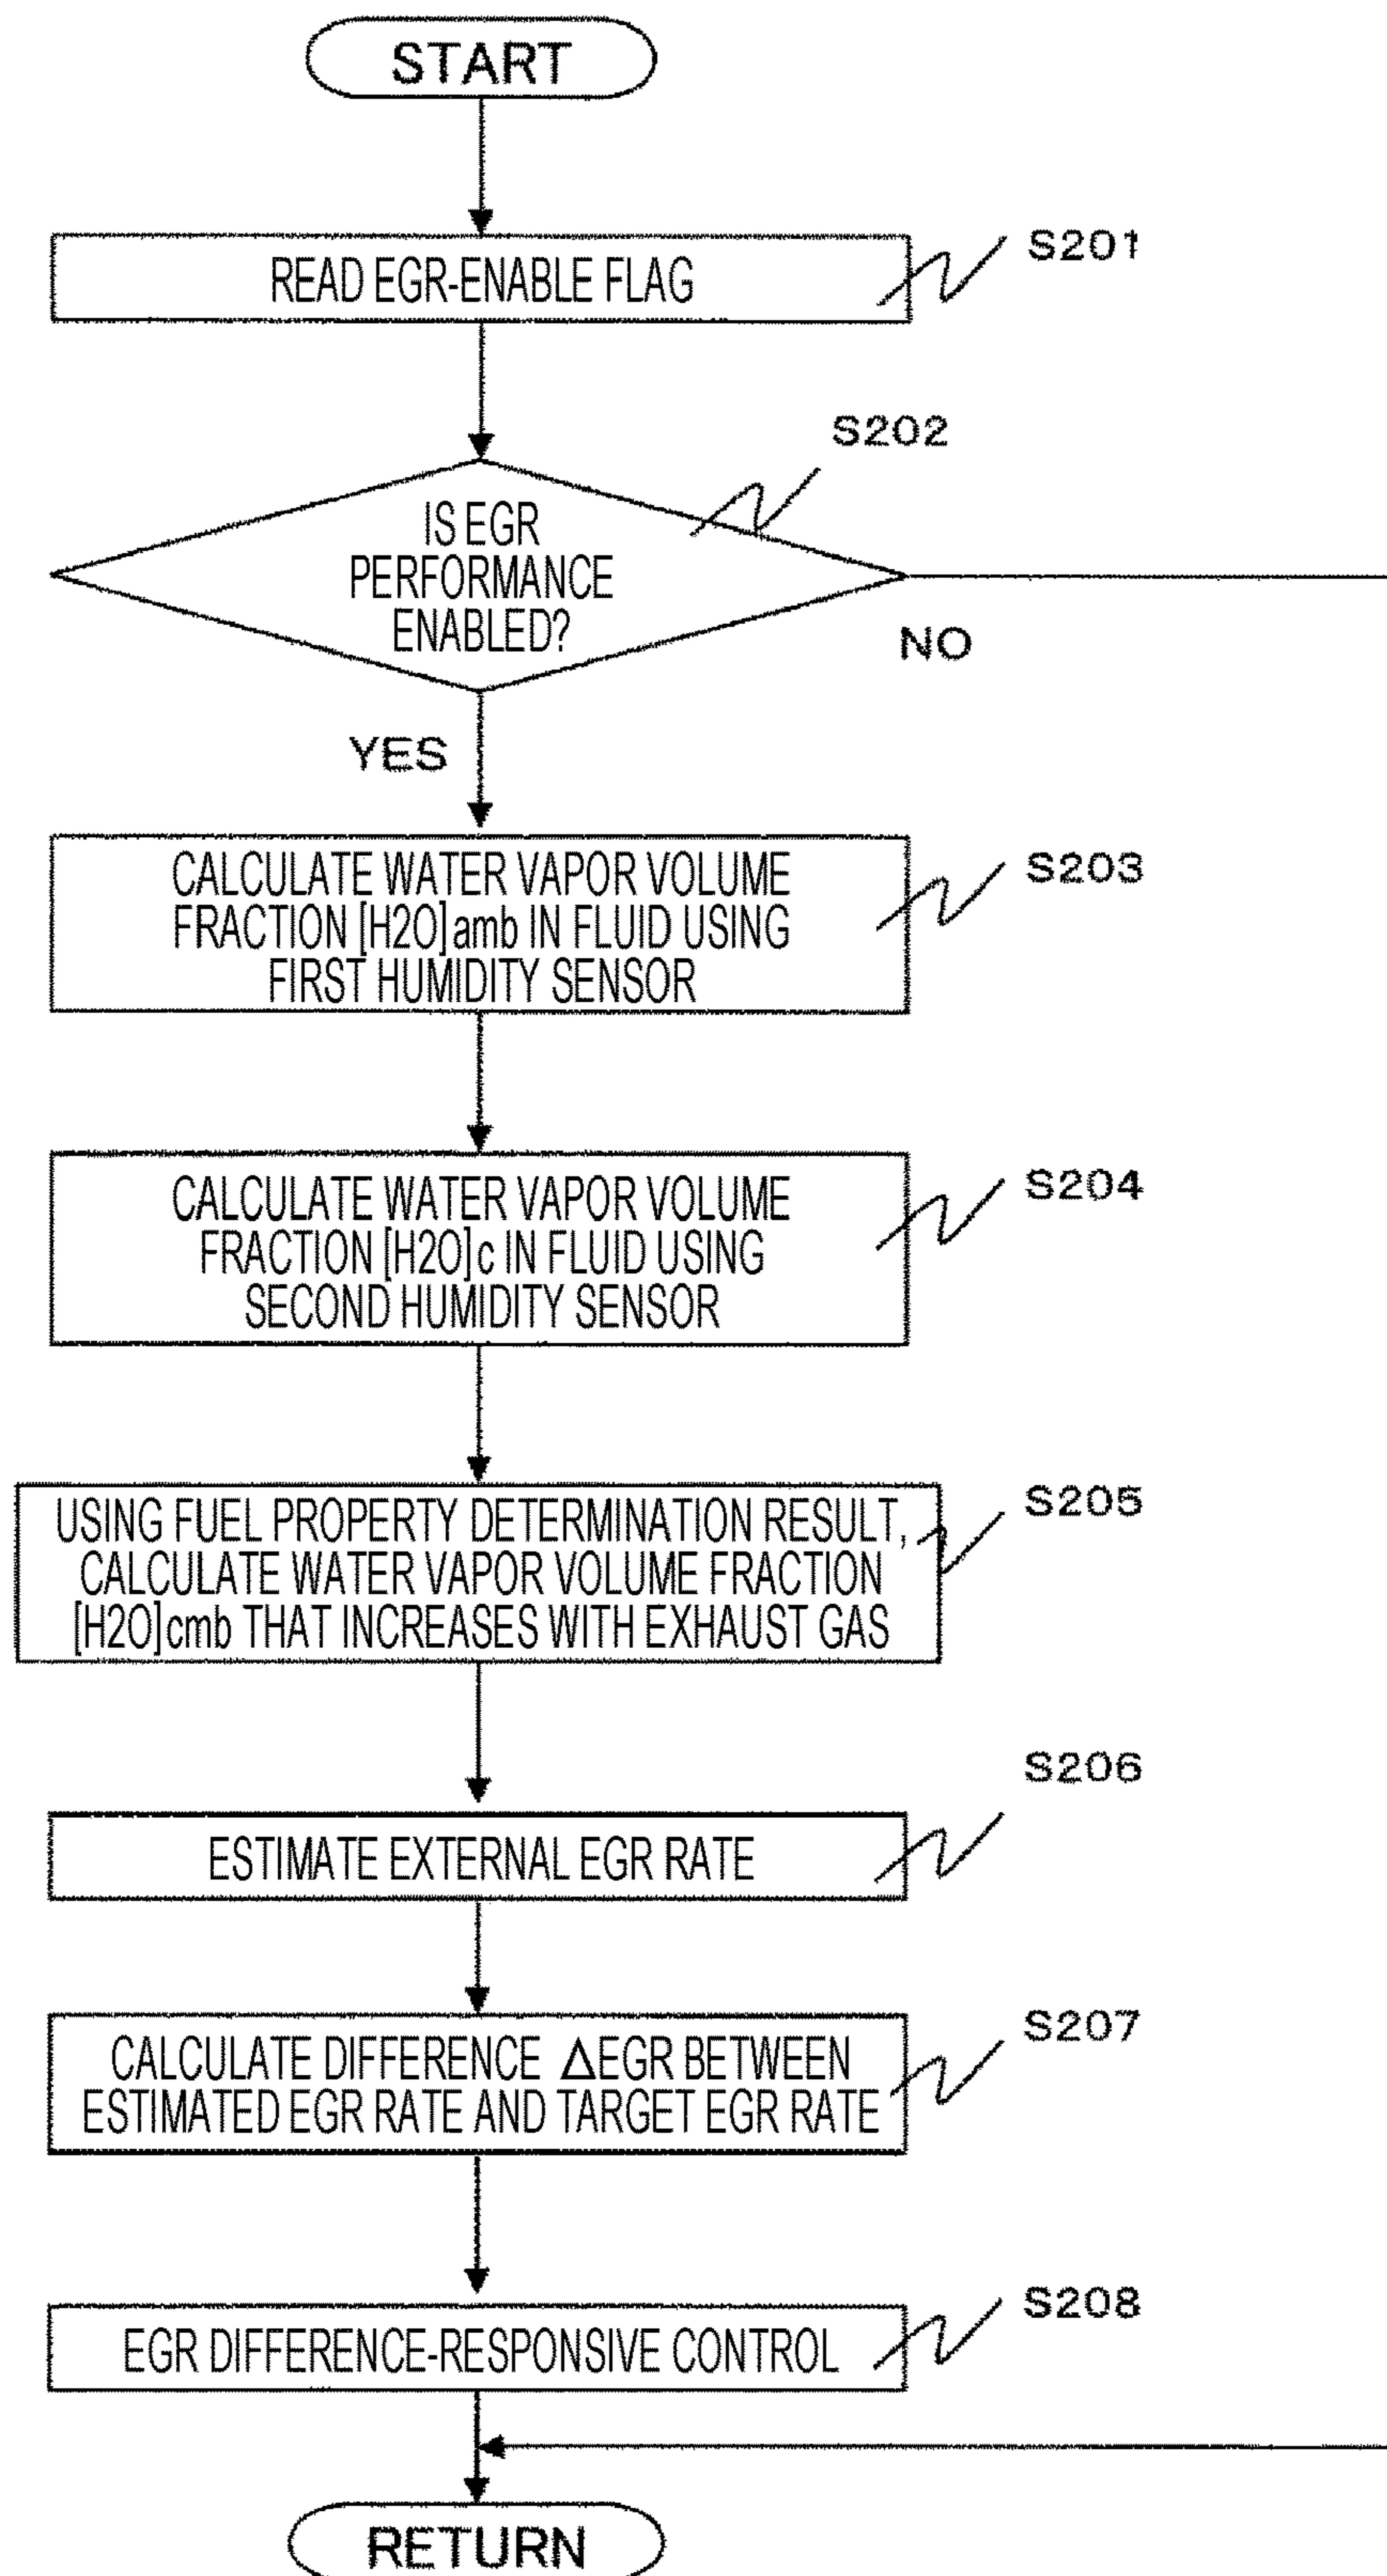 START
READ EGR-ENABLE FLAG
S201
S202
IS EGR
PERFORMANCE
ENABLED?
NO
YES
CALCULATE WATER VAPOR VOLUME
FRACTION [H2O]amb IN FLUID USING
FIRST HUMIDITY SENSOR
S203
CALCULATE WATER VAPOR VOLUME
FRACTION [H2O]c IN FLUID USING
SECOND HUMIDITY SENSOR
S204
USING FUEL PROPERTY DETERMINATION RESULT,
CALCULATE WATER VAPOR VOLUME FRACTION
[H2O]cmb THAT INCREASES WITH EXHAUST GAS
S205
ESTIMATE EXTERNAL EGR RATE
S206
CALCULATE DIFFERENCE ΔEGR BETWEEN
ESTIMATED EGR RATE AND TARGET EGR RATE
S207
EGR DIFFERENCE-RESPONSIVE CONTROL
S208
RETURN